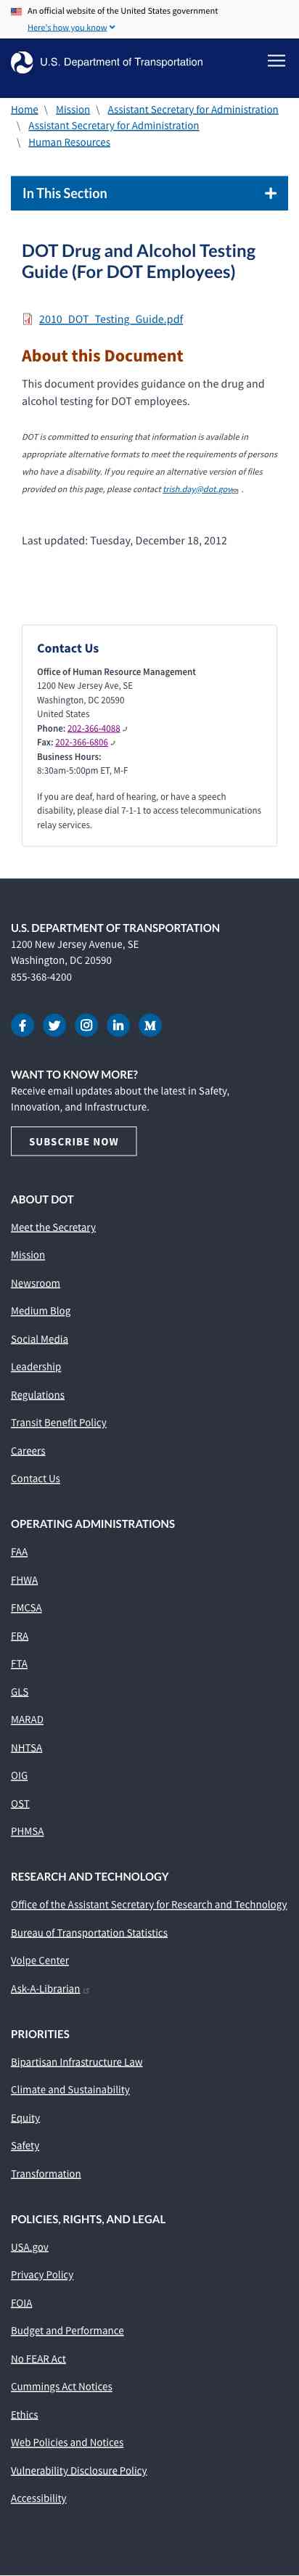 An official website of the United States government
Here's how you know
U.S. Department of Transportation
Home \ Mission \ Assistant Secretary for Administration
\ Assistant Secretary for Administration
\ Human Resources
In This Section
DOT Drug and Alcohol Testing
Guide (For DOT Employees)
2010_DOT_Testing_Guide.pdf
About this Document
This document provides guidance on the drug and
alcohol testing for DOT employees.
DOT is committed to ensuring that information is available in
appropriate alternative formats to meet the requirements of persons
who have a disability. If you require an alternative version of files
provided on this page, please contact trish.day@dot.gov .
Last updated: Tuesday, December 18, 2012
Contact Us
Office of Human Resource Management
1200 New Jersey Ave, SE
Washington, DC 20590
United States
Phone: 202-366-4088
Fax: 202-366-6806
Business Hours:
8:30am-5:00pm ET, M-F
If you are deaf, hard of hearing, or have a speech
disability, please dial 7-1-1 to access telecommunications
relay services.
U.S. DEPARTMENT OF TRANSPORTATION
1200 New Jersey Avenue, SE
Washington, DC 20590
855-368-4200
WANT TO KNOW MORE?
Receive email updates about the latest in Safety,
Innovation, and Infrastructure.
SUBSCRIBE NOW
ABOUT DOT
Meet the Secretary
Mission
Newsroom
Medium Blog
Social Media
Leadership
Regulations
Transit Benefit Policy
Careers
Contact Us
OPERATING ADMINISTRATIONS
FAA
FHWA
FMCSA
FRA
FTA
GLS
MARAD
NHTSA
OIG
OST
PHMSA
RESEARCH AND TECHNOLOGY
Office of the Assistant Secretary for Research and Technology
Bureau of Transportation Statistics
Volpe Center
Ask-A-Librarian
PRIORITIES
Bipartisan Infrastructure Law
Climate and Sustainability
Equity
Safety
Transformation
POLICIES, RIGHTS, AND LEGAL
USA.gov
Privacy Policy
FOIA
Budget and Performance
No FEAR Act
Cummings Act Notices
Ethics
Web Policies and Notices
Vulnerability Disclosure Policy
Accessibility